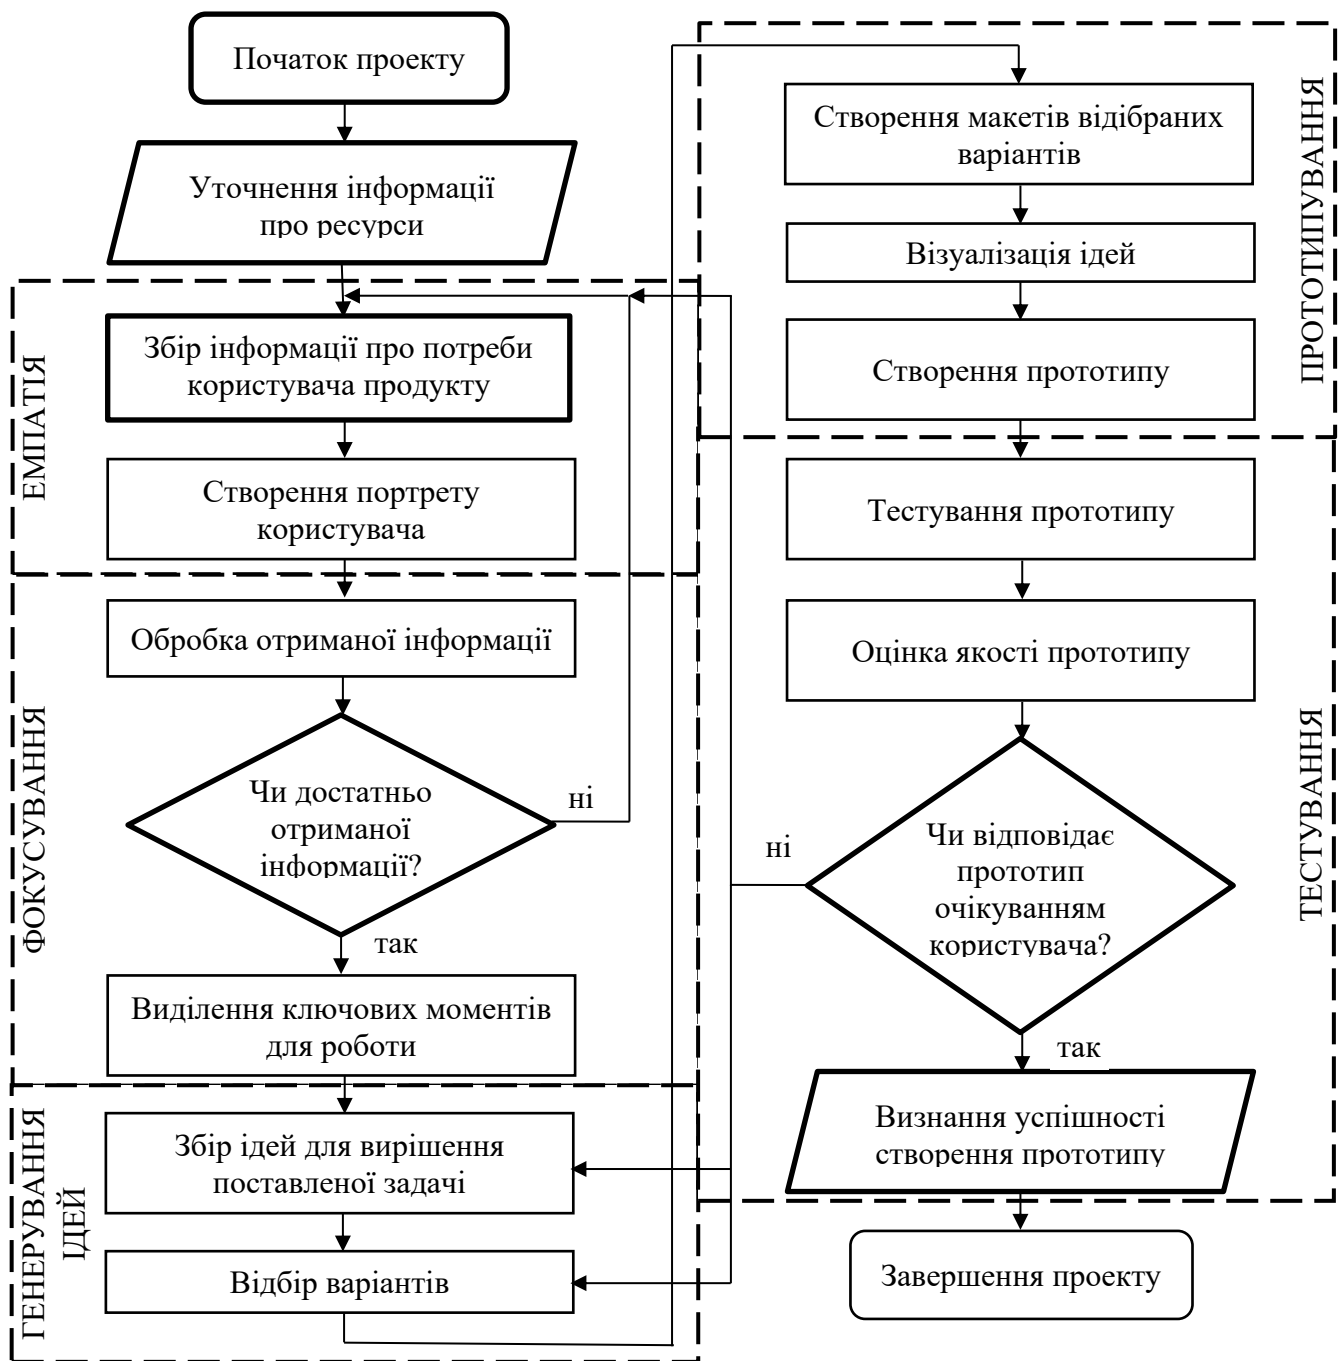 Початок проекту
Уточнення інформації
про ресурси
ЕМПАТІЯ
Збір інформації про потреби
користувача продукту
Створення портрету
користувача
ФОКУСУВАННЯ
Обробка отриманої інформації
Чи достатньо
отриманої
інформації?
ні
так
Виділення ключових моментів
для роботи
ГЕНЕРУВАННЯ
ІДЕЙ
Збір ідей для вирішення
поставленої задачі
Відбір варіантів
ПРОТОТИПУВАННЯ
Створення макетів відібраних
варіантів
Візуалізація ідей
Створення прототипу
ТЕСТУВАННЯ
Тестування прототипу
Оцінка якості прототипу
ні
Чи відповідає
прототип
очікуванням
користувача?
так
Визнання успішності
створення прототипу
Завершення проекту